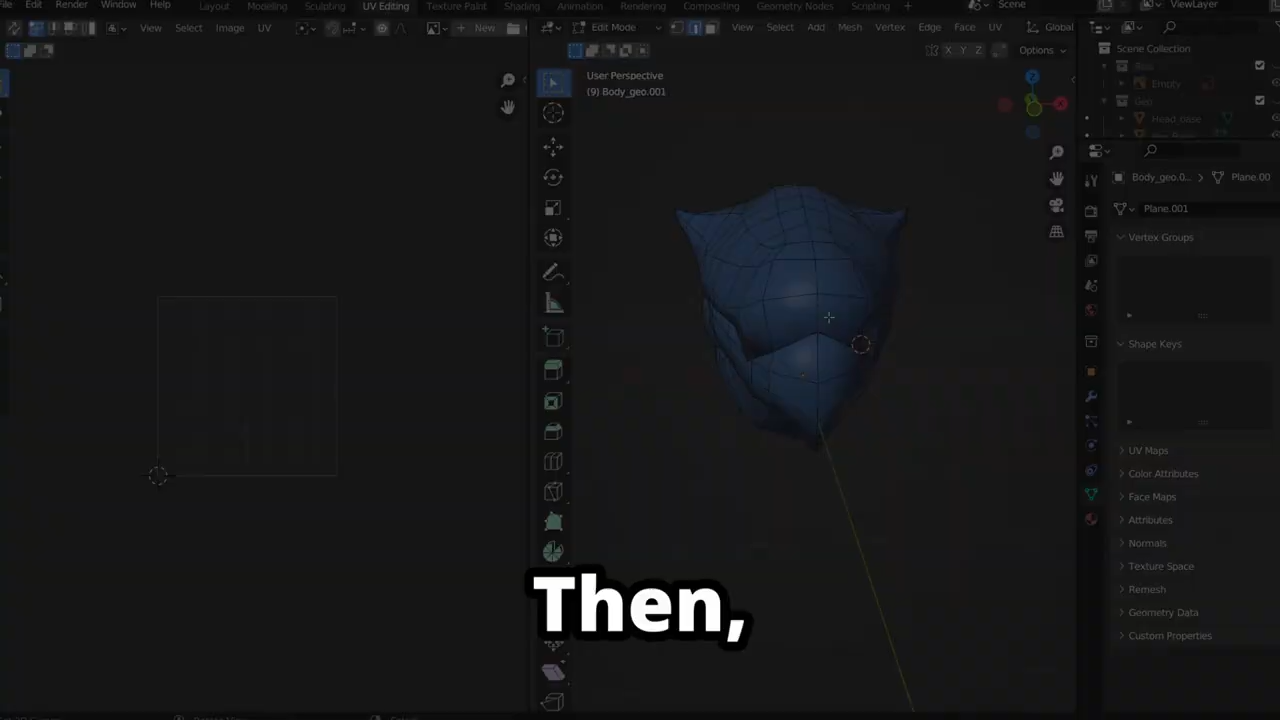 Edit Render Window Help Layout Modeling Sculpting UV Editing Texture Paint Shading Animation Rendering Compositing Geometry Nodes Scripting + Scene ViewLayer
View Select Image UV + New Edit Mode View Select Add Mesh Vertex Edge Face UV Global
X Y Z Options
Scene Collection
User Perspective
(9) Body_geo.001
Empty
Geo
Head_base
Body_geo.0... > Plane.00
Plane.001
Vertex Groups
Shape Keys
UV Maps
Color Attributes
Face Maps
Attributes
Normals
Texture Space
Remesh
Geometry Data
Custom Properties
Then,